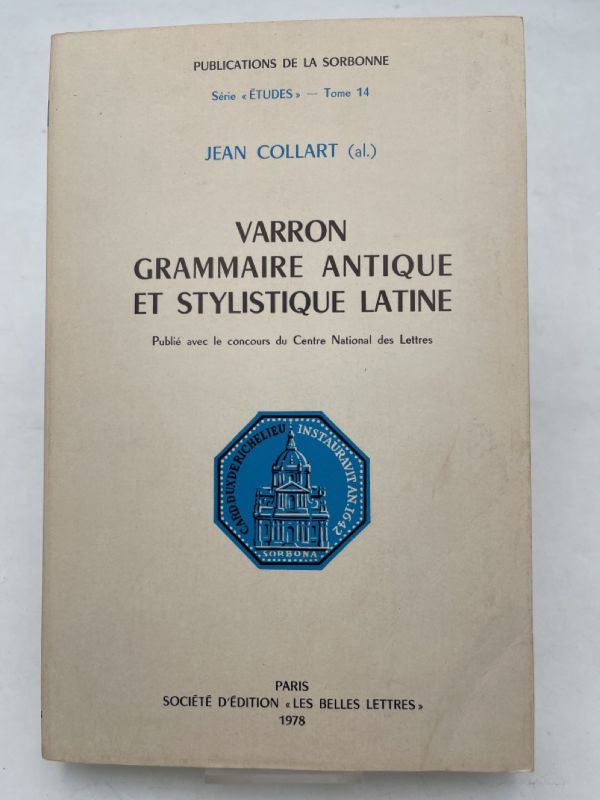 PUBLICATIONS DE LA SORBONNE
Série « ÉTUDES » — Tome 14
JEAN COLLART (al.)
VARRON
GRAMMAIRE ANTIQUE
ET STYLISTIQUE LATINE
Publié avec le concours du Centre National des Lettres
CARD DUX DE RICHELIEU INSTAURAVIT AN. 1642
SORBONA
PARIS
SOCIÉTÉ D'ÉDITION « LES BELLES LETTRES »
1978